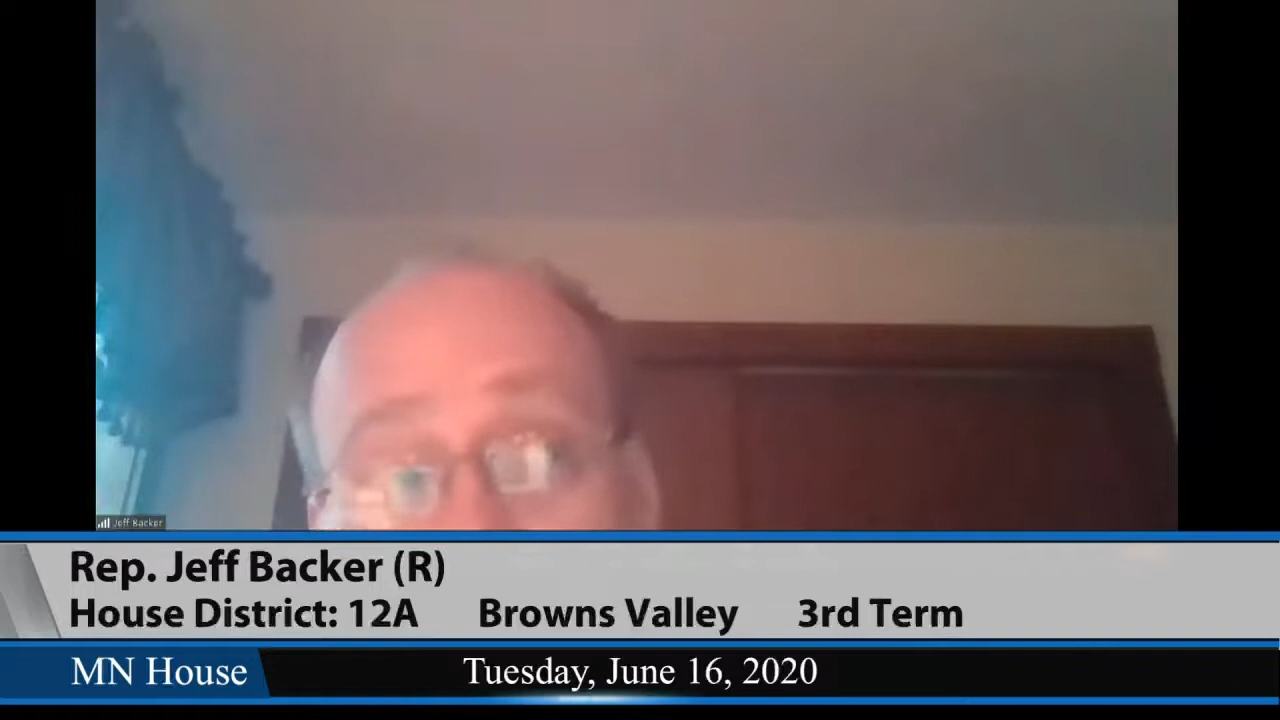 Jeff Backer
Rep. Jeff Backer (R)
House District: 12A Browns Valley 3rd Term
MN House Tuesday, June 16, 2020